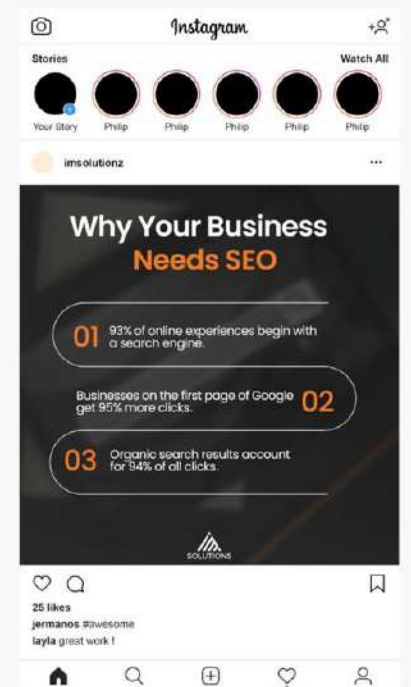 Instagram
Stories Watch All
Your Story Philip Philip Philip Philip Philip
imsolutionz
Why Your Business
Needs SEO
01 93% of online experiences begin with
a search engine.
Businesses on the first page of Google
get 95% more clicks. 02
03 Organic search results account
for 94% of all clicks.
SOLUTIONS
25 likes
jermanos #awesome
layla great work !